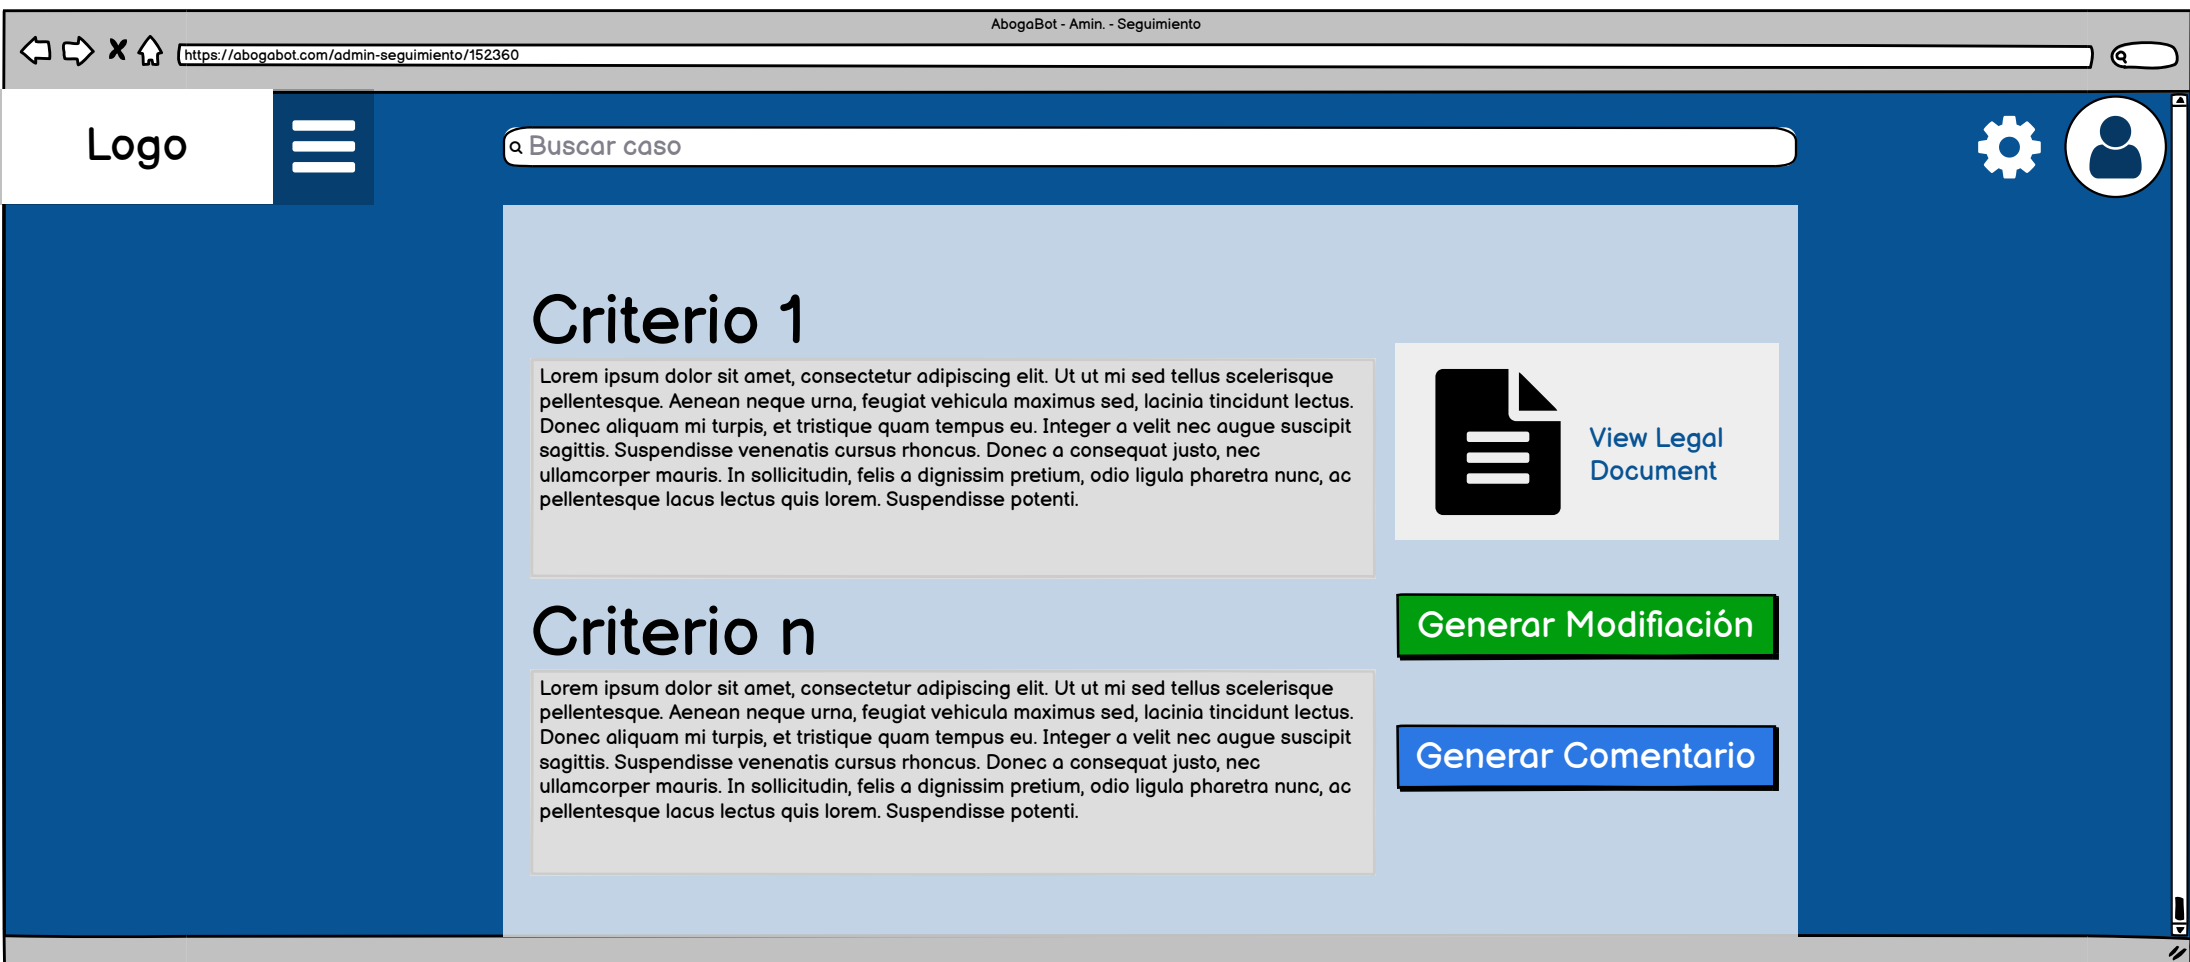 AbogaBot - Amin. - Seguimiento
https://abogabot.com/admin-seguimiento/152360
Logo
Buscar caso
Criterio 1
Lorem ipsum dolor sit amet, consectetur adipiscing elit. Ut ut mi sed tellus scelerisque
pellentesque. Aenean neque urna, feugiat vehicula maximus sed, lacinia tincidunt lectus.
Donec aliquam mi turpis, et tristique quam tempus eu. Integer a velit nec augue suscipit
sagittis. Suspendisse venenatis cursus rhoncus. Donec a consequat justo, nec
ullamcorper mauris. In sollicitudin, felis a dignissim pretium, odio ligula pharetra nunc, ac
pellentesque lacus lectus quis lorem. Suspendisse potenti.
View Legal
Document
Criterio n
Lorem ipsum dolor sit amet, consectetur adipiscing elit. Ut ut mi sed tellus scelerisque
pellentesque. Aenean neque urna, feugiat vehicula maximus sed, lacinia tincidunt lectus.
Donec aliquam mi turpis, et tristique quam tempus eu. Integer a velit nec augue suscipit
sagittis. Suspendisse venenatis cursus rhoncus. Donec a consequat justo, nec
ullamcorper mauris. In sollicitudin, felis a dignissim pretium, odio ligula pharetra nunc, ac
pellentesque lacus lectus quis lorem. Suspendisse potenti.
Generar Modifiación
Generar Comentario